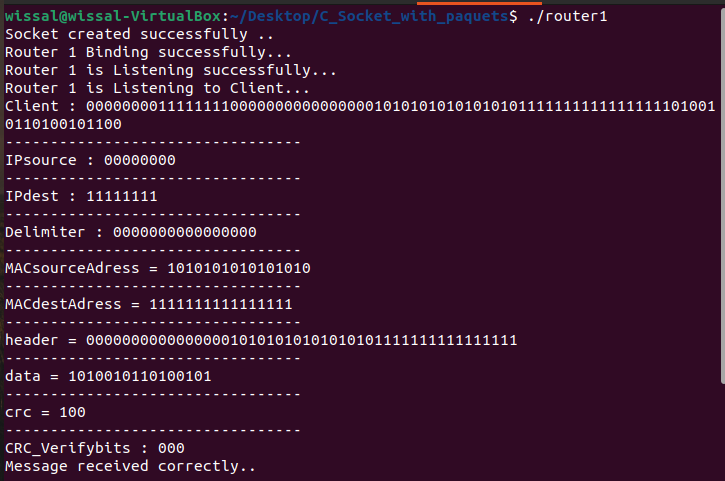 wissal@wissal-VirtualBox:~/Desktop/C_Socket_with_paquets$ ./router1
Socket created successfully ..
Router 1 Binding successfully...
Router 1 is Listening successfully...
Router 1 is Listening to Client...
Client : 0000000011111111000000000000000010101010101010101111111111111111101001
0110100101100
---------------------------------
IPsource : 00000000
---------------------------------
IPdest : 11111111
---------------------------------
Delimiter : 0000000000000000
---------------------------------
MACsourceAdress = 1010101010101010
---------------------------------
MACdestAdress = 1111111111111111
---------------------------------
header = 000000000000000010101010101010101111111111111111
---------------------------------
data = 1010010110100101
---------------------------------
crc = 100
---------------------------------
CRC_Verifybits : 000
Message received correctly..